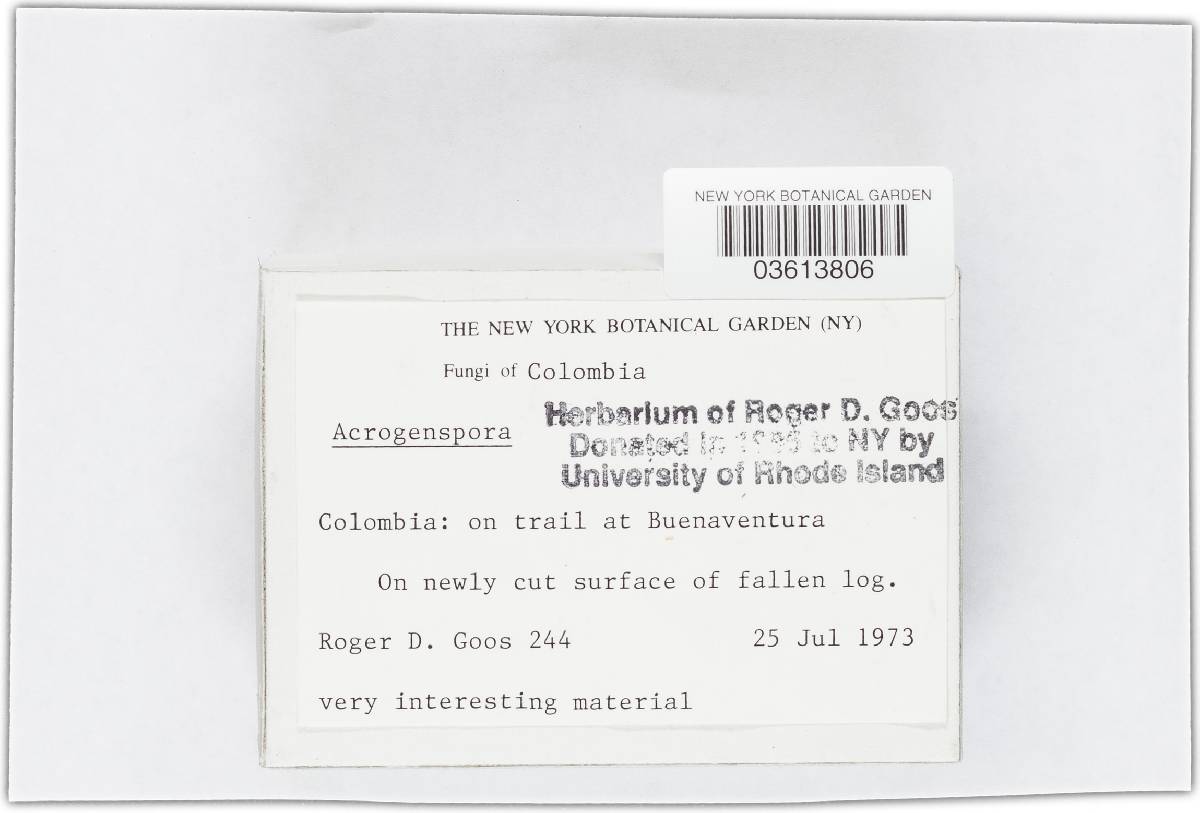 NEW YORK BOTANICAL GARDEN
03613806
THE NEW YORK BOTANICAL GARDEN (NY)
Fungi of Colombia
Acrogenspora
Herbarium of Roger D. Goos
Donated in to NY by
University of Rhode Island
Colombia: on trail at Buenaventura
On newly cut surface of fallen log.
Roger D. Goos 244 25 Jul 1973
very interesting material